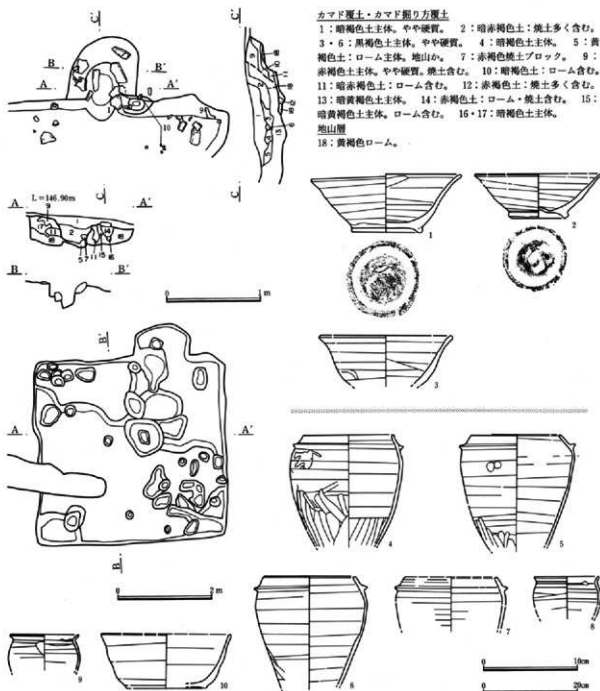 カマド覆土・カマド掘り方覆土
1：暗褐色土主体。やや硬質。 2：暗赤褐色土：焼土多く含む。
3・6：黒褐色土主体。やや硬質。 4：暗褐色土主体。 5：黄
褐色土：ローム主体。地山か。 7：赤褐色焼土ブロック。 9：
赤褐色土主体。やや硬質。焼土含む。 10：暗褐色土：ローム含む。
11：暗赤褐色土：ローム含む。 12：赤褐色土：焼土多く含む。
13：暗黄褐色土主体。 14：赤褐色土：ローム・焼土含む。 15：
暗黄褐色土主体。ローム含む。 16・17：暗褐色土主体。
地山層
18：黄褐色ローム。
C'
C'
B
B'
A
A'
10
C
C
A
L=146.90m
A'
9
1
2
B
B'
0
1
m
1
2
3
B'
A
A'
B
0
2 m
4
5
6
7
8
9
10
0
10cm
0
20cm